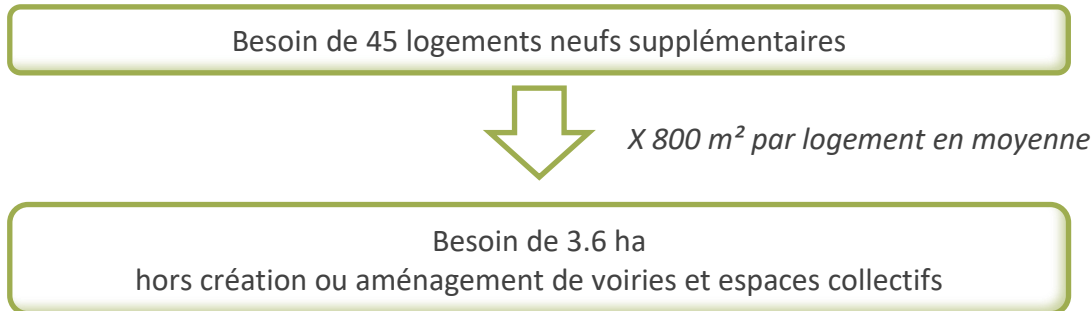 Besoin de 45 logements neufs supplémentaires
X 800 m² par logement en moyenne
Besoin de 3.6 ha
hors création ou aménagement de voiries et espaces collectifs